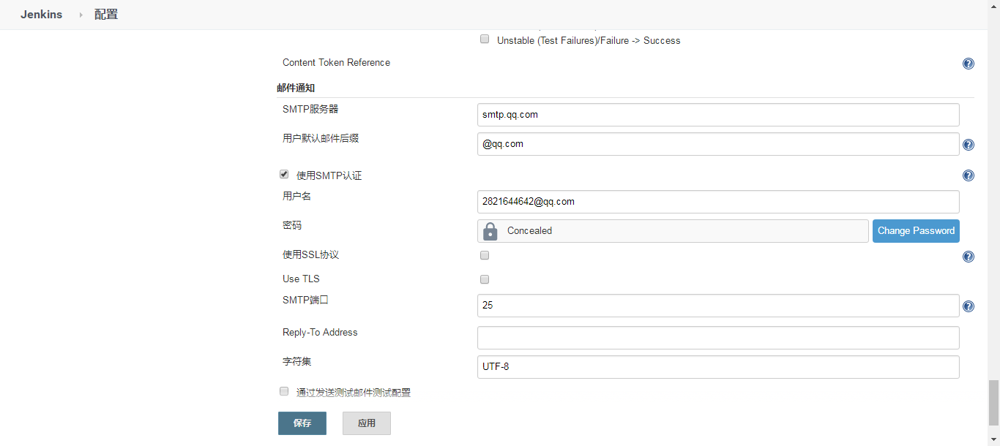 Jenkins 配置
Unstable (Test Failures)/Failure -> Success
Content Token Reference
邮件通知
SMTP服务器 smtp.qq.com
用户默认邮件后缀 @qq.com
使用SMTP认证
用户名 2821644642@qq.com
密码 Concealed Change Password
使用SSL协议
Use TLS
SMTP端口 25
Reply-To Address
字符集 UTF-8
通过发送测试邮件测试配置
保存 应用